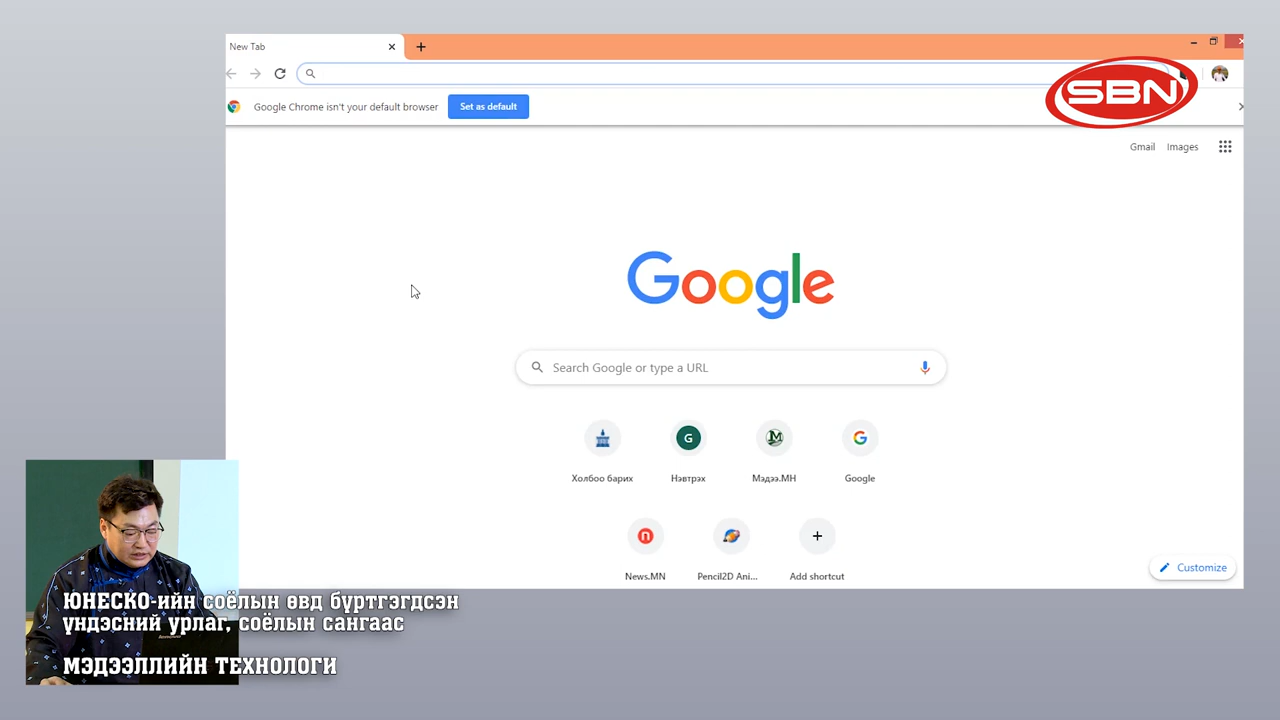 New Tab
SBN
Google Chrome isn't your default browser
Set as default
Gmail
Images
Google
Search Google or type a URL
Холбоо барих
Нэвтрэх
Мэдээ.МН
Google
News.MN
Pencil2D Ani...
Add shortcut
Customize
ЮНЕСКО-ийн соёлын өвд бүртгэгдсэн
үндэсний урлаг, соёлын сангаас
МЭДЭЭЛЛИЙН ТЕХНОЛОГИ